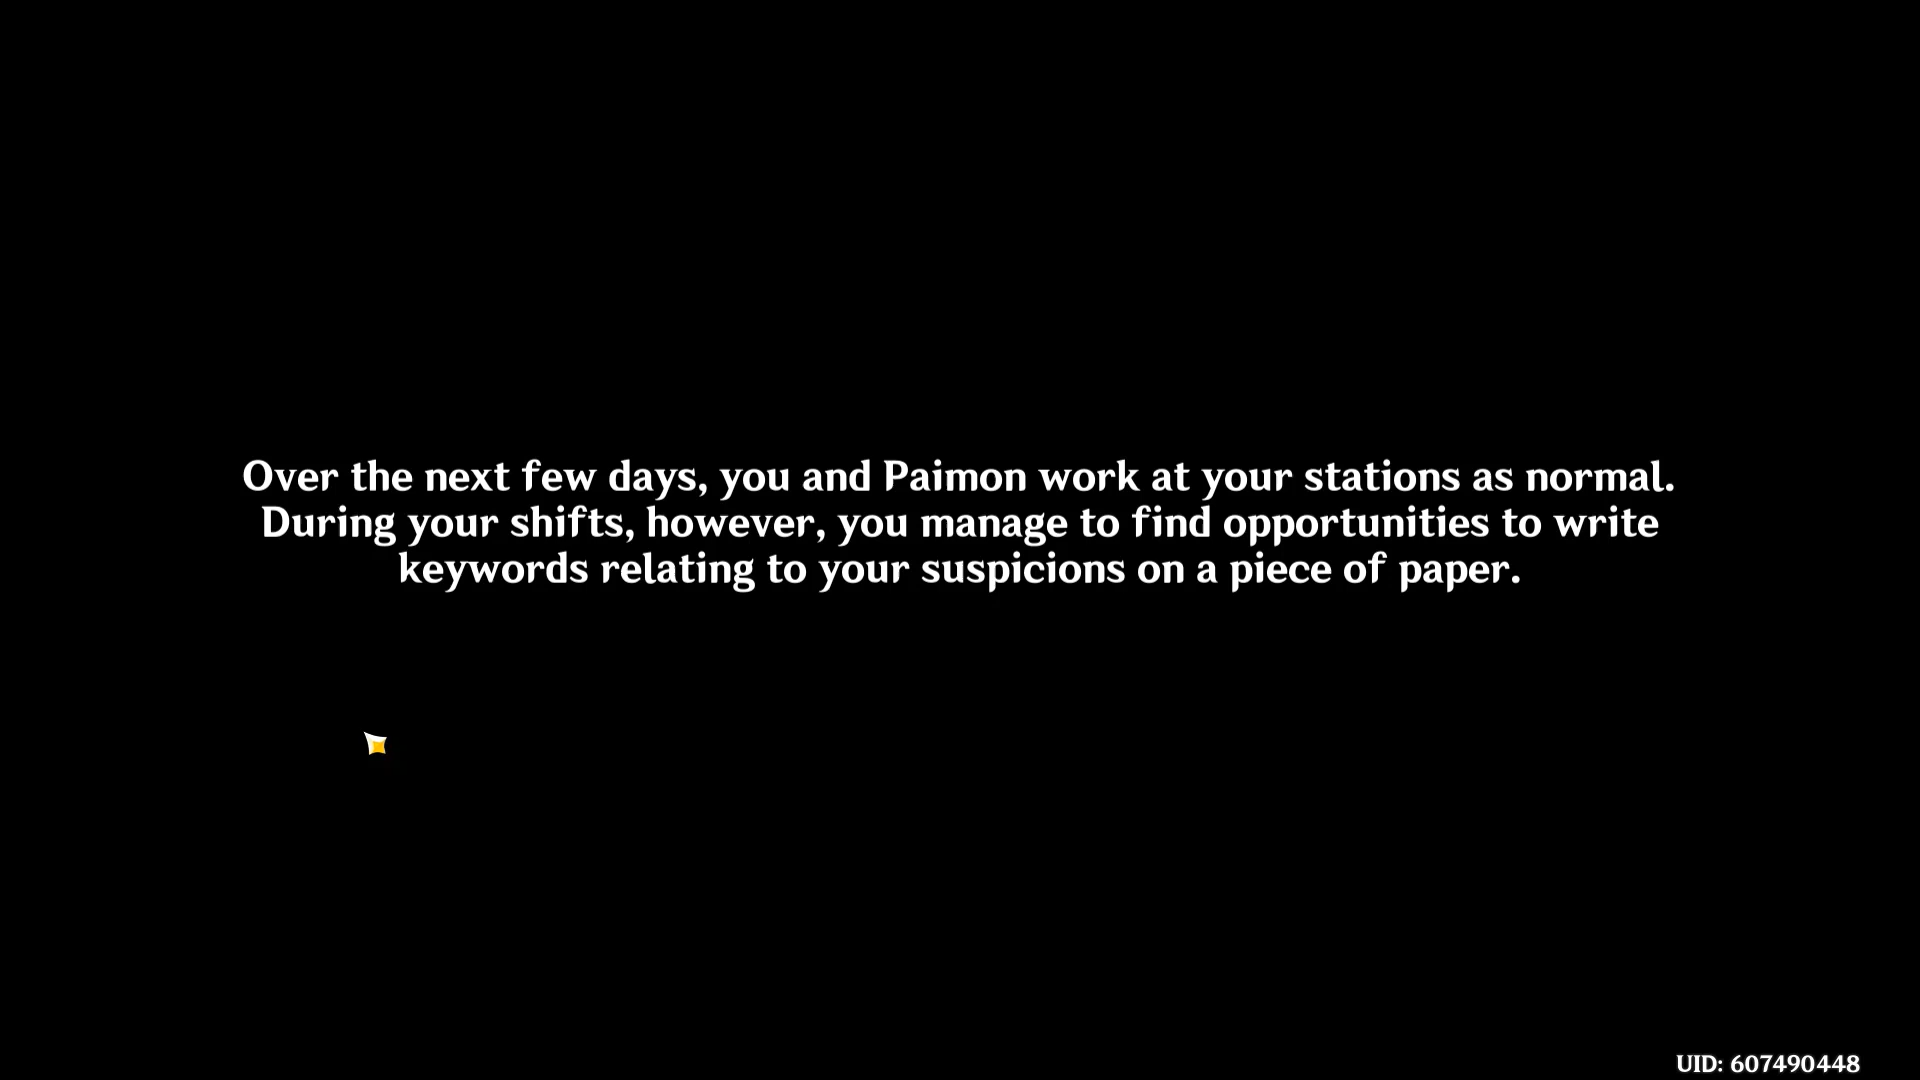 Over the next few days, you and Paimon work at your stations as normal.
During your shifts, however, you manage to find opportunities to write
keywords relating to your suspicions on a piece of paper.
UID: 607490448